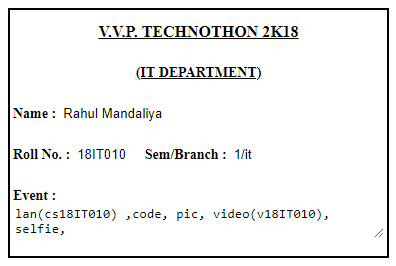 V.V.P. TECHNOTHON 2K18
(IT DEPARTMENT)
Name : Rahul Mandaliya
Roll No. : 18IT010 Sem/Branch : 1/it
Event :
lan(cs18IT010) ,code, pic, video(v18IT010),
selfie,